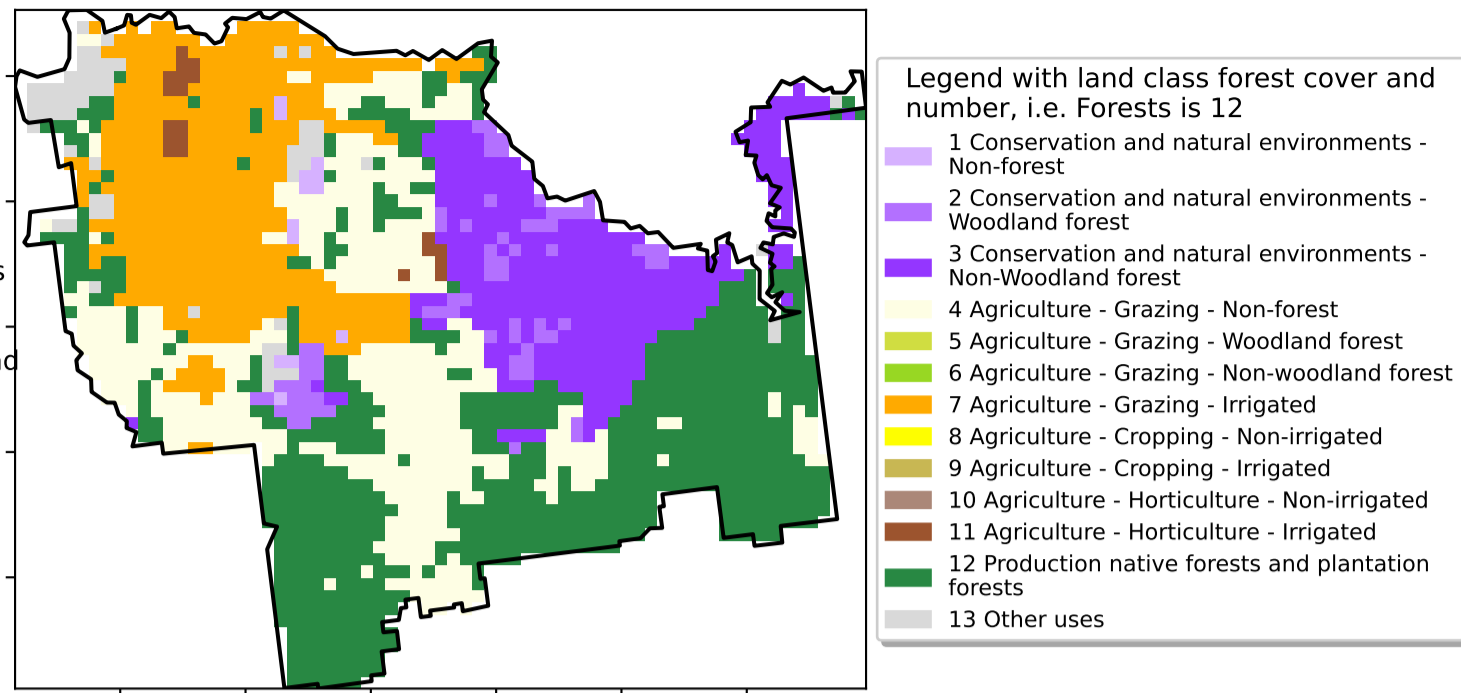 Legend with land class forest cover and
number, i.e. Forests is 12
1 Conservation and natural environments -
Non-forest
2 Conservation and natural environments -
Woodland forest
3 Conservation and natural environments -
Non-Woodland forest
4 Agriculture - Grazing - Non-forest
5 Agriculture - Grazing - Woodland forest
6 Agriculture - Grazing - Non-woodland forest
7 Agriculture - Grazing - Irrigated
8 Agriculture - Cropping - Non-irrigated
9 Agriculture - Cropping - Irrigated
10 Agriculture - Horticulture - Non-irrigated
11 Agriculture - Horticulture - Irrigated
12 Production native forests and plantation
forests
13 Other uses